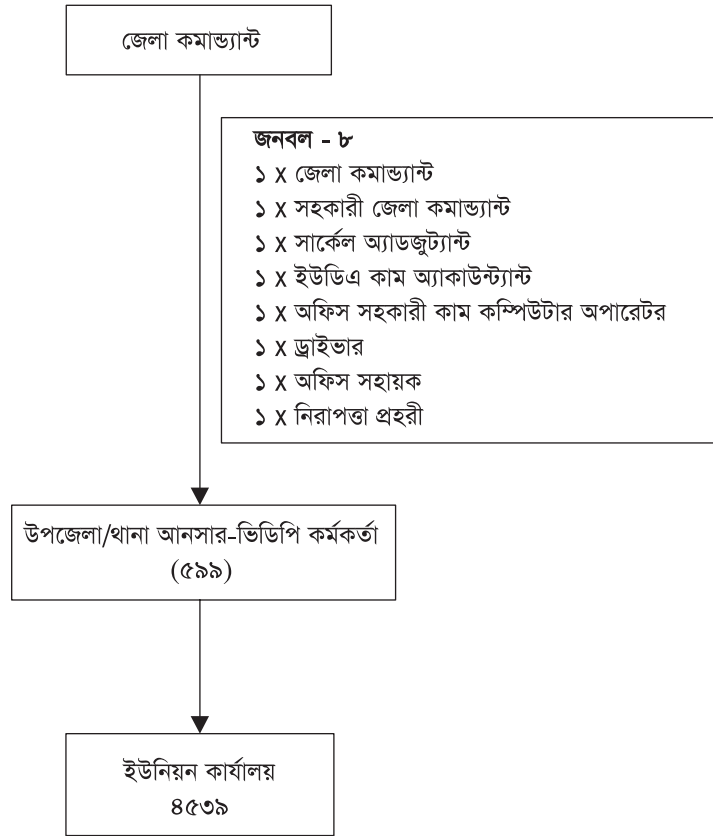 জেলা কমান্ড্যান্ট
জনবল - ৮
১ X জেলা কমান্ড্যান্ট
১ X সহকারী জেলা কমান্ড্যান্ট
১ X সার্কেল অ্যাডজুট্যান্ট
১ X ইউডিএ কাম অ্যাকাউন্ট্যান্ট
১ X অফিস সহকারী কাম কম্পিউটার অপারেটর
১ X ড্রাইভার
১ X অফিস সহায়ক
১ X নিরাপত্তা প্রহরী
উপজেলা/থানা আনসার-ভিডিপি কর্মকর্তা
(৫৯৯)
ইউনিয়ন কার্যালয়
৪৫৩৯